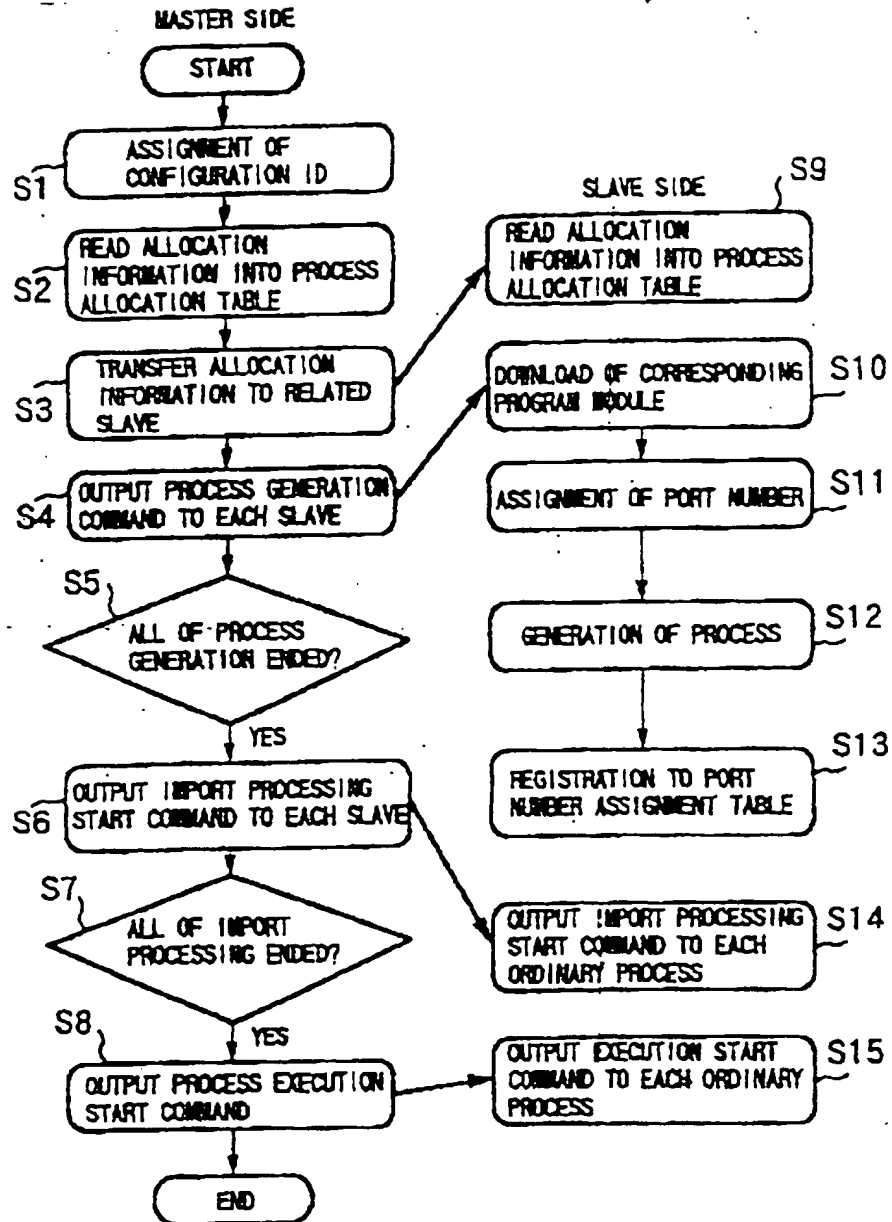 MASTER SIDE
START
S1
ASSIGNMENT OF
CONFIGURATION ID
S2
READ ALLOCATION
INFORMATION INTO PROCESS
ALLOCATION TABLE
S3
TRANSFER ALLOCATION
INFORMATION TO RELATED
SLAVE
S4
OUTPUT PROCESS GENERATION
COMMAND TO EACH SLAVE
S5
ALL OF PROCESS
GENERATION ENDED?
YES
S6
OUTPUT IMPORT PROCESSING
START COMMAND TO EACH SLAVE
S7
ALL OF IMPORT
PROCESSING ENDED?
YES
S8
OUTPUT PROCESS EXECUTION
START COMMAND
END
SLAVE SIDE
S9
READ ALLOCATION
INFORMATION INTO PROCESS
ALLOCATION TABLE
S10
DOWNLOAD OF CORRESPONDING
PROGRAM MODULE
S11
ASSIGNMENT OF PORT NUMBER
S12
GENERATION OF PROCESS
S13
REGISTRATION TO PORT
NUMBER ASSIGNMENT TABLE
S14
OUTPUT IMPORT PROCESSING
START COMMAND TO EACH
ORDINARY PROCESS
S15
OUTPUT EXECUTION START
COMMAND TO EACH ORDINARY
PROCESS